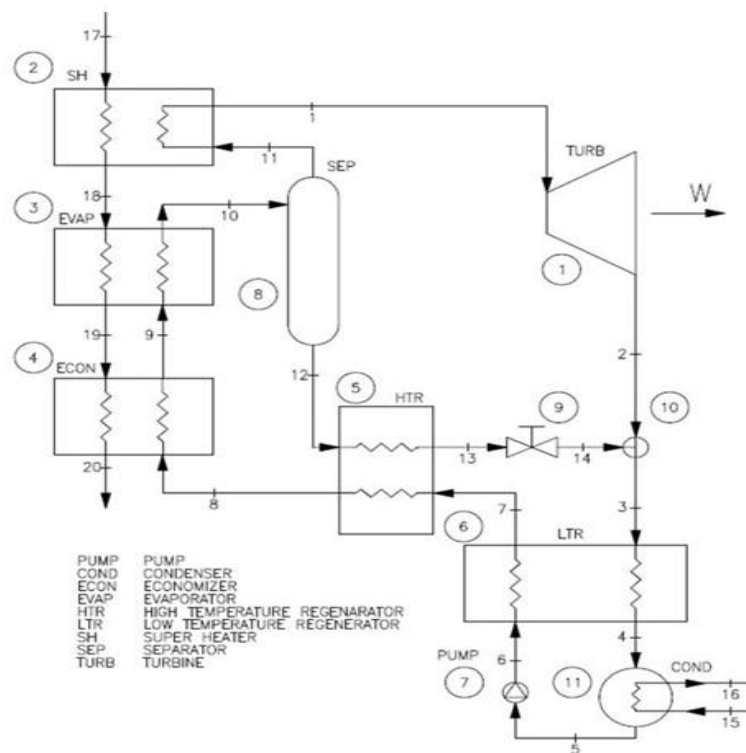 17
2
SH
1
11
SEP
TURB
W
18
3
EVAP
10
1
8
19
9
4
ECON
12
5
HTR
2
9
10
13
14
20
8
7
3
6
LTR
PUMP PUMP
COND CONDENSER
ECON ECONOMIZER
EVAP EVAPORATOR
HTR HIGH TEMPERATURE REGENARATOR
LTR LOW TEMPERATURE REGENERATOR
SH SUPER HEATER
SEP SEPARATOR
TURB TURBINE
4
PUMP
6
7
11
COND
16
15
5